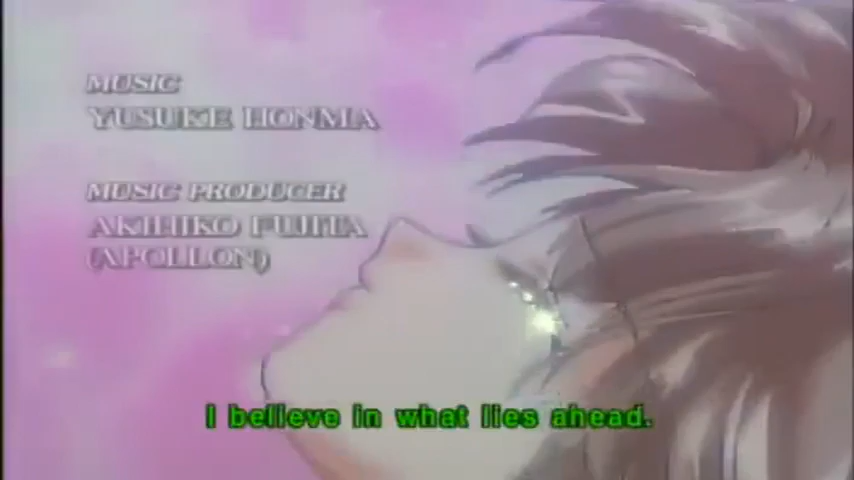 MUSIC
YUSUKE HONMA
MUSIC PRODUCER
AKIHIKO FUJITA
(APOLLON)
I believe in what lies ahead.